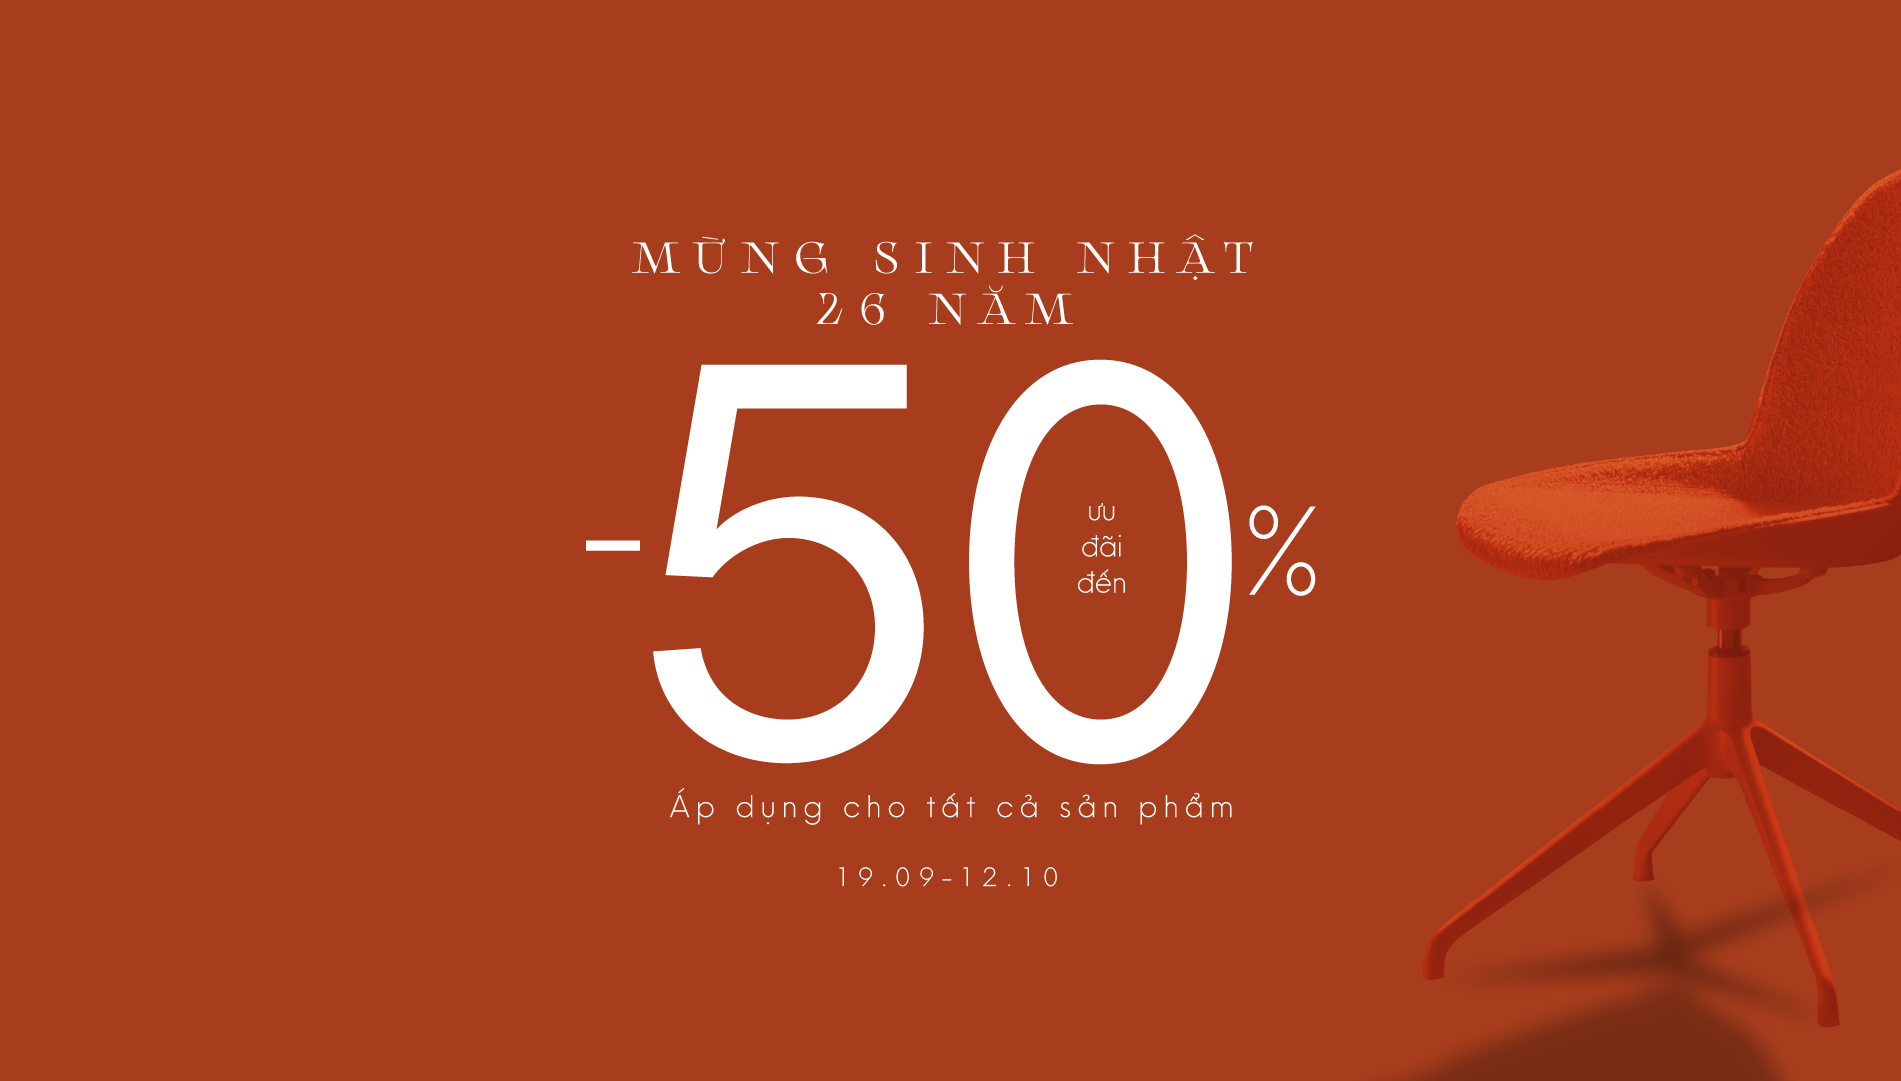 MỪNG SINH NHẬT
26 NĂM
-50%
ưu
đãi
đến
Áp dụng cho tất cả sản phẩm
19.09-12.10